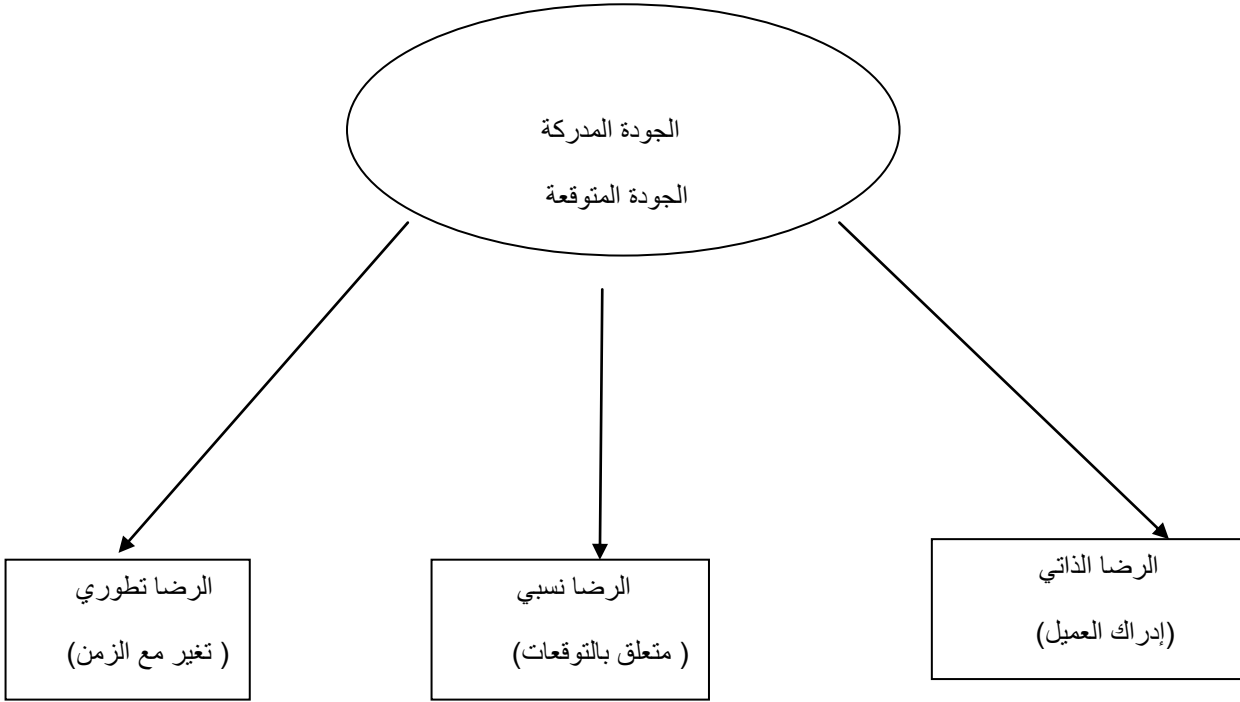 الجودة المدركة
الجودة المتوقعة
الرضا الذاتي
(إدراك العميل)
الرضا نسبي
( متعلق بالتوقعات)
الرضا تطوري
( تغير مع الزمن)